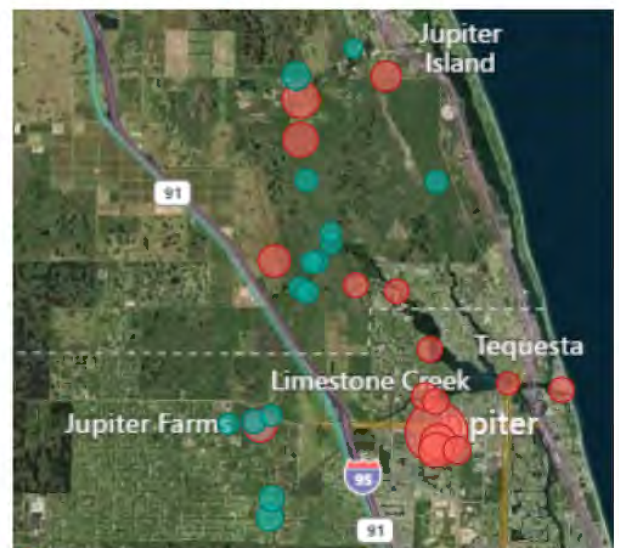 Jupiter
Island
91
Tequesta
Limestone Creek
Jupiter Farms
piter
95
91